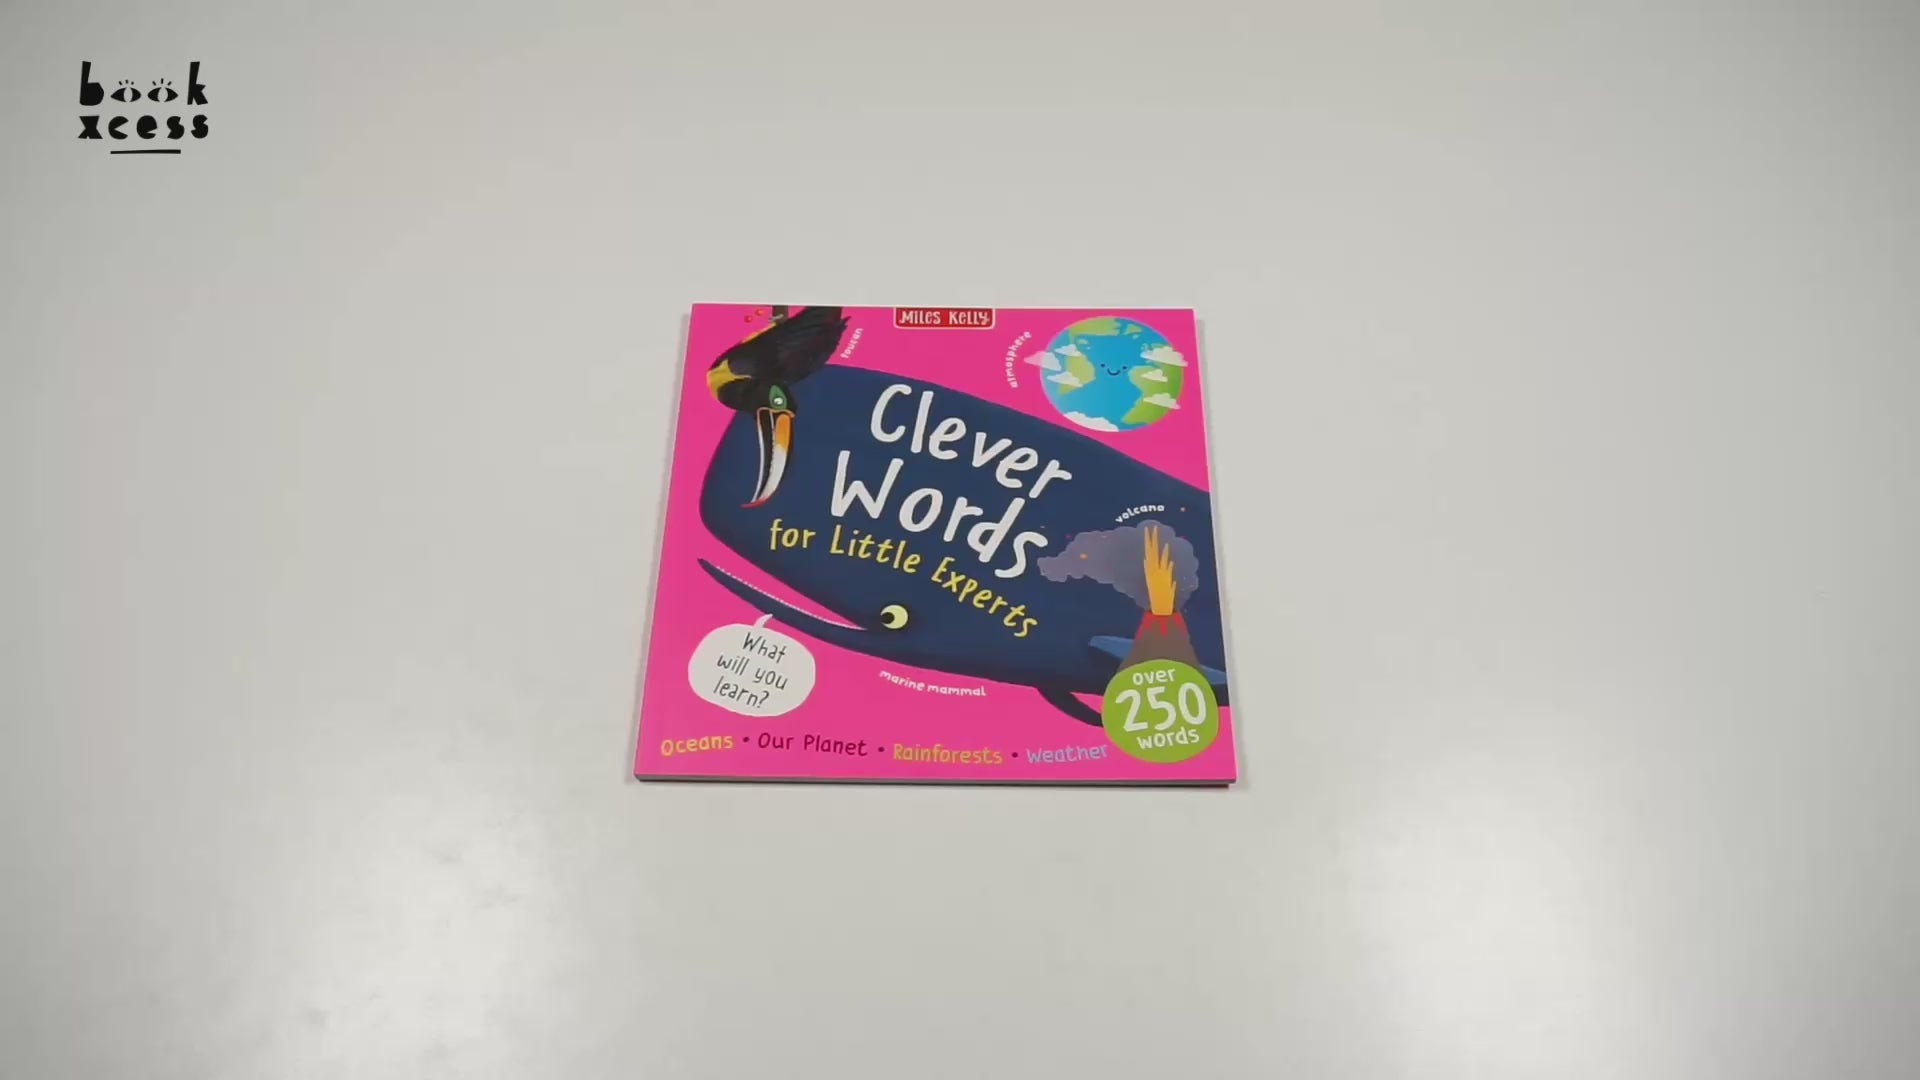 book
xcess
Miles Kelly
toucan
atmosphere
Clever
Words
for Little Experts
volcano
What
will you
learn?
marine mammal
over
250
words
Oceans • Our Planet • Rainforests • Weather